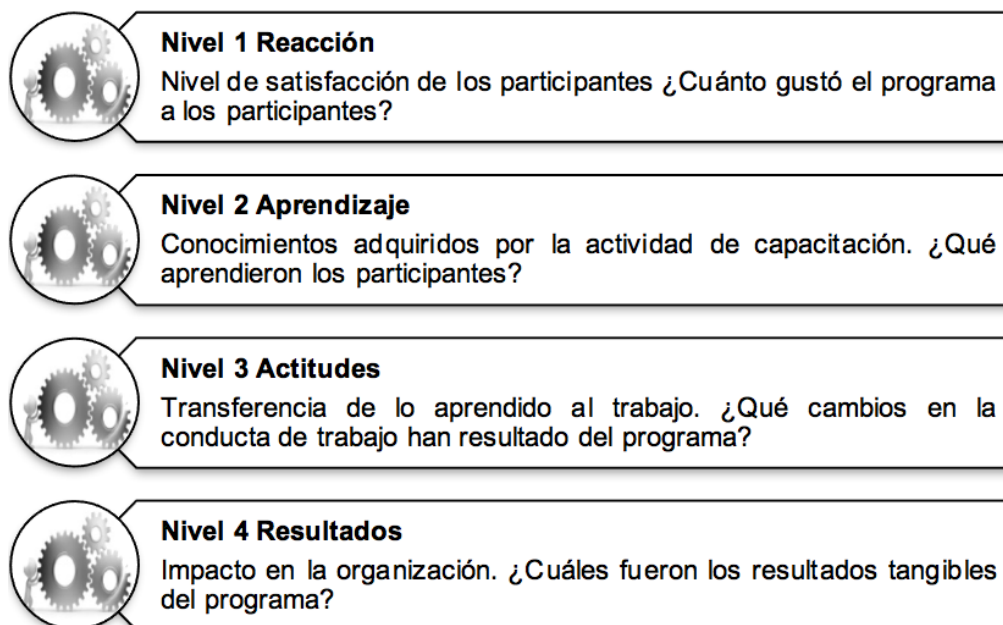 Nivel 1 Reacción
Nivel de satisfacción de los participantes ¿Cuánto gustó el programa
a los participantes?
Nivel 2 Aprendizaje
Conocimientos adquiridos por la actividad de capacitación. ¿Qué
aprendieron los participantes?
Nivel 3 Actitudes
Transferencia de lo aprendido al trabajo. ¿Qué cambios en la
conducta de trabajo han resultado del programa?
Nivel 4 Resultados
Impacto en la organización. ¿Cuáles fueron los resultados tangibles
del programa?